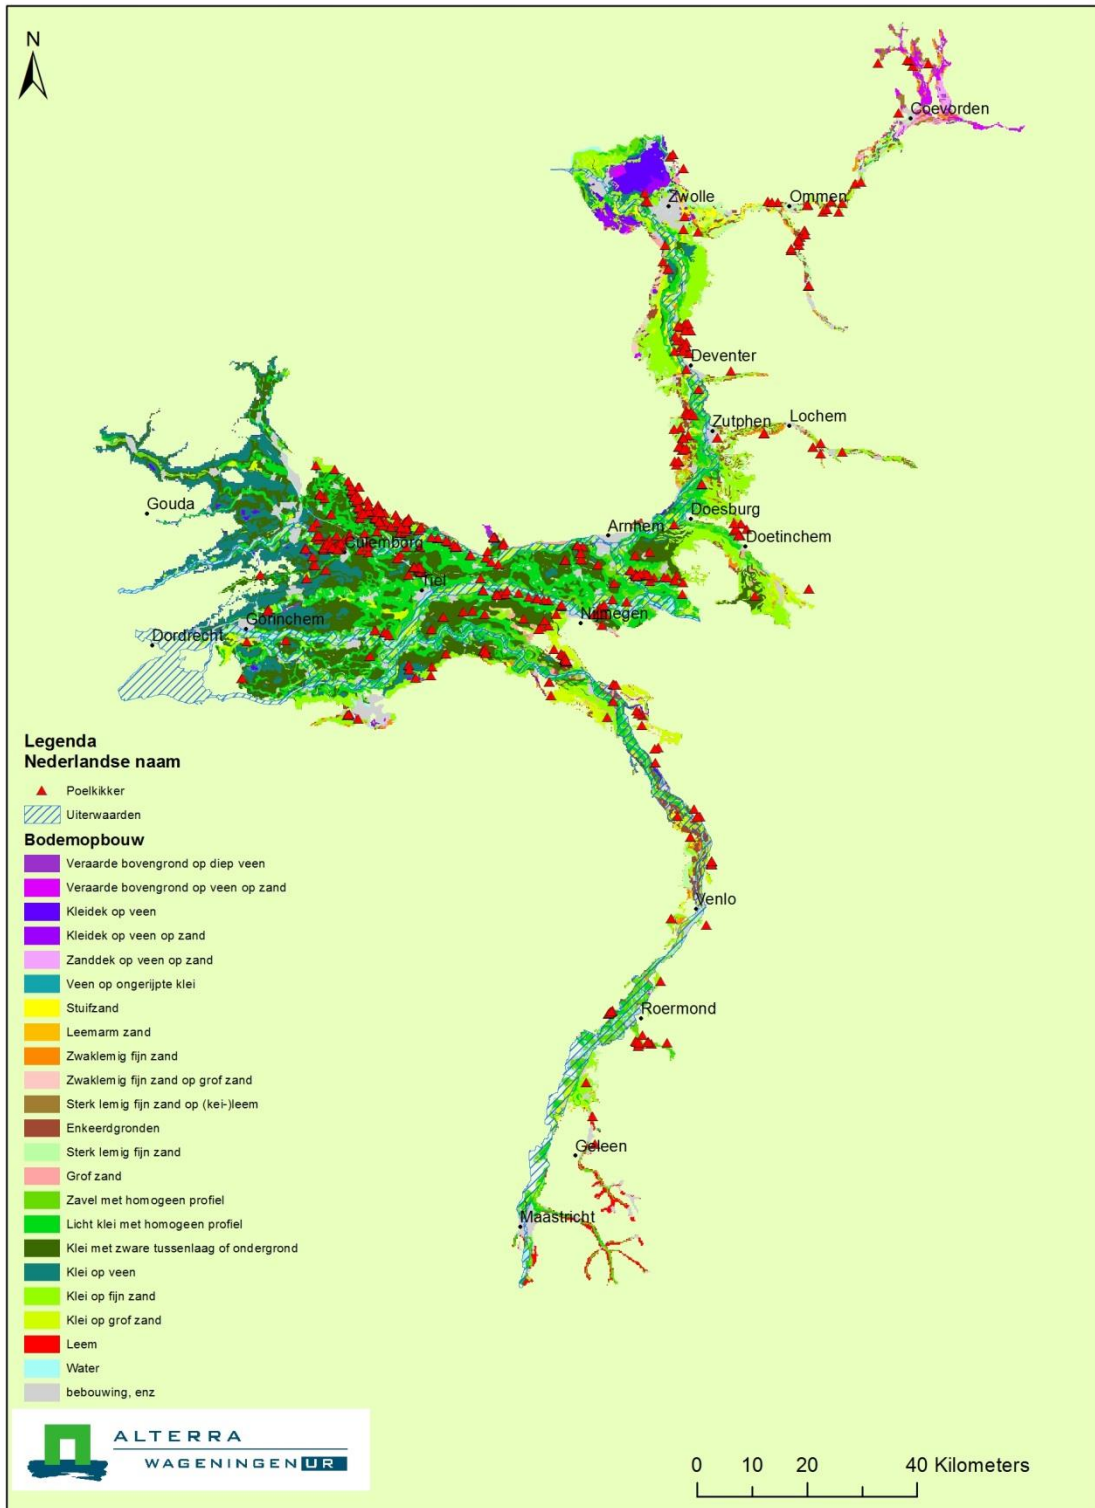 N
Coevorden
Zwolle
Ommen
Deventer
Zutphen
Lochem
Gouda
Culemborg
Arnhem
Doesburg
Doetinchem
Tiel
Gorinchem
Nijmegen
Dordrecht
Venlo
Roermond
Geleen
Maastricht
Legenda
Nederlandse naam
Poelkikker
Uiterwaarden
Bodemopbouw
Veraarde bovengrond op diep veen
Veraarde bovengrond op veen op zand
Kleidek op veen
Kleidek op veen op zand
Zanddek op veen op zand
Veen op ongerijpte klei
Stuifzand
Leemarm zand
Zwaklemig fijn zand
Zwaklemig fijn zand op grof zand
Sterk lemig fijn zand op (kei-)leem
Enkeerdgronden
Sterk lemig fijn zand
Grof zand
Zavel met homogeen profiel
Licht klei met homogeen profiel
Klei met zware tussenlaag of ondergrond
Klei op veen
Klei op fijn zand
Klei op grof zand
Leem
Water
bebouwing, enz
ALTERRA
WAGENINGEN UR
0 10 20 40 Kilometers